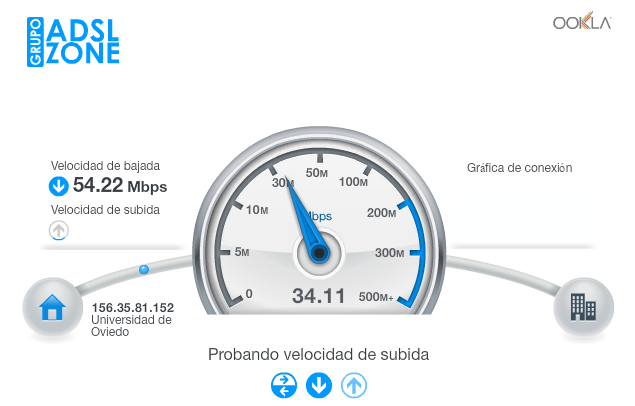 GRUPO
ADSL
ZONE
OOKLA
Velocidad de bajada
54.22 Mbps
Velocidad de subida
Gráfica de conexión
0
5M
10M
30M
50M
100M
200M
300M
500M+
Mbps
34.11
156.35.81.152
Universidad de
Oviedo
Probando velocidad de subida